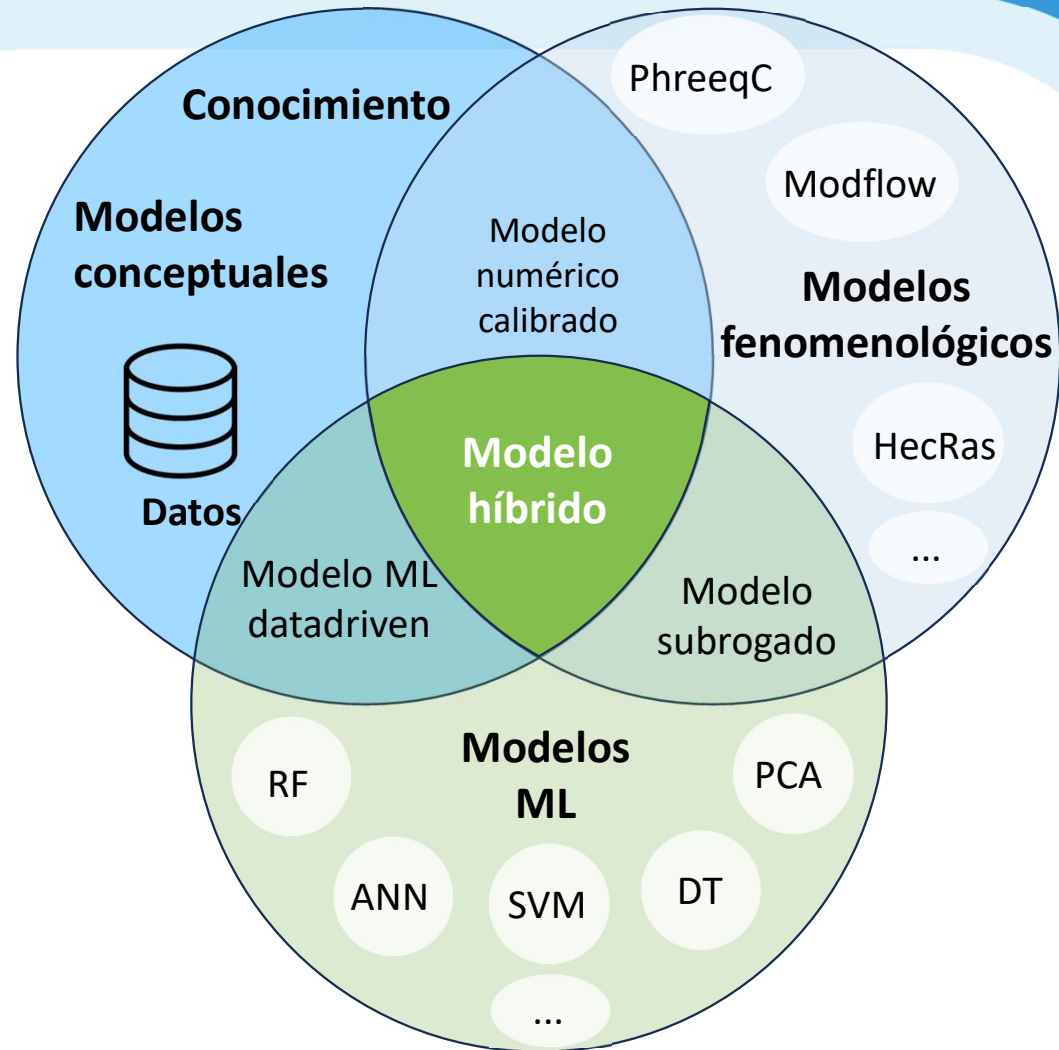 Conocimiento
Modelos
conceptuales
Datos
PhreeqC
Modflow
Modelos
fenomenológicos
HecRas
...
Modelo
numérico
calibrado
Modelo
híbrido
Modelo ML
datadriven
Modelo
subrogado
Modelos
ML
RF
ANN
SVM
DT
PCA
...